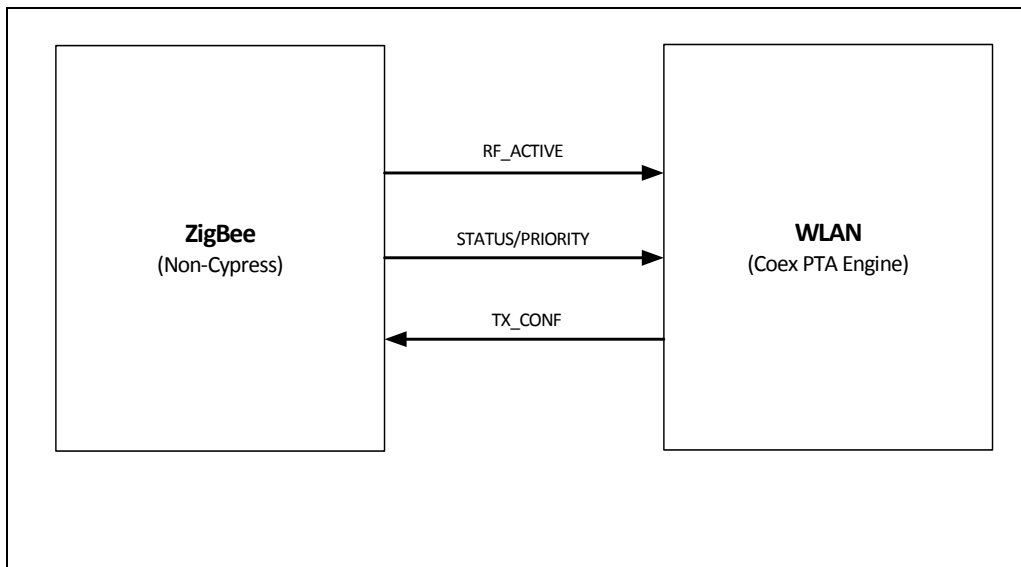 RF_ACTIVE
ZigBee
(Non-Cypress)
STATUS/PRIORITY
WLAN
(Coex PTA Engine)
TX_CONF